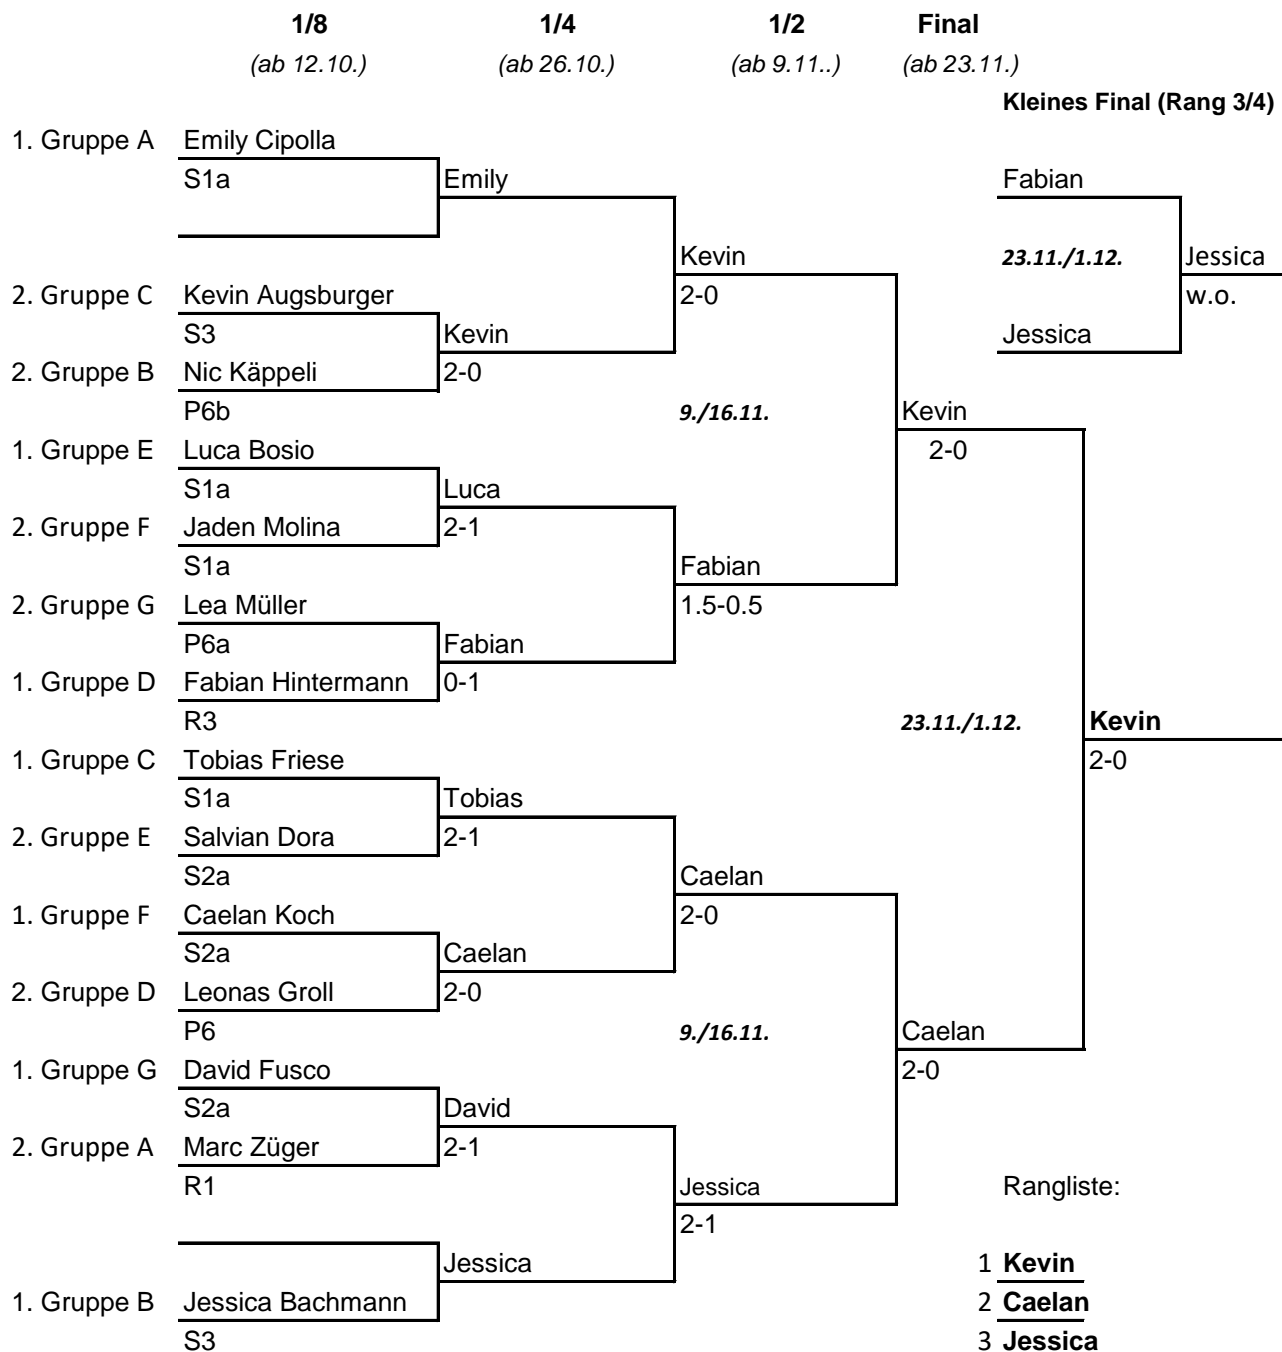 1/8 1/4 1/2 Final
(ab 12.10.) (ab 26.10.) (ab 9.11..) (ab 23.11.)
Kleines Final (Rang 3/4)
1. Gruppe A Emily Cipolla
S1a Emily Fabian
Kevin 23.11./1.12. Jessica
2. Gruppe C Kevin Augsburger 2-0 w.o.
S3 Kevin Jessica
2. Gruppe B Nic Käppeli 2-0
P6b 9./16.11. Kevin
1. Gruppe E Luca Bosio 2-0
S1a Luca
2. Gruppe F Jaden Molina 2-1
S1a Fabian
2. Gruppe G Lea Müller 1.5-0.5
P6a Fabian
1. Gruppe D Fabian Hintermann 0-1
R3 23.11./1.12. Kevin
1. Gruppe C Tobias Friese 2-0
S1a Tobias
2. Gruppe E Salvian Dora 2-1
S2a Caelan
1. Gruppe F Caelan Koch 2-0
S2a Caelan
2. Gruppe D Leonas Groll 2-0
P6 9./16.11. Caelan
1. Gruppe G David Fusco 2-0
S2a David
2. Gruppe A Marc Züger 2-1
R1 Jessica Rangliste:
2-1
Jessica 1 Kevin
1. Gruppe B Jessica Bachmann 2 Caelan
S3 3 Jessica